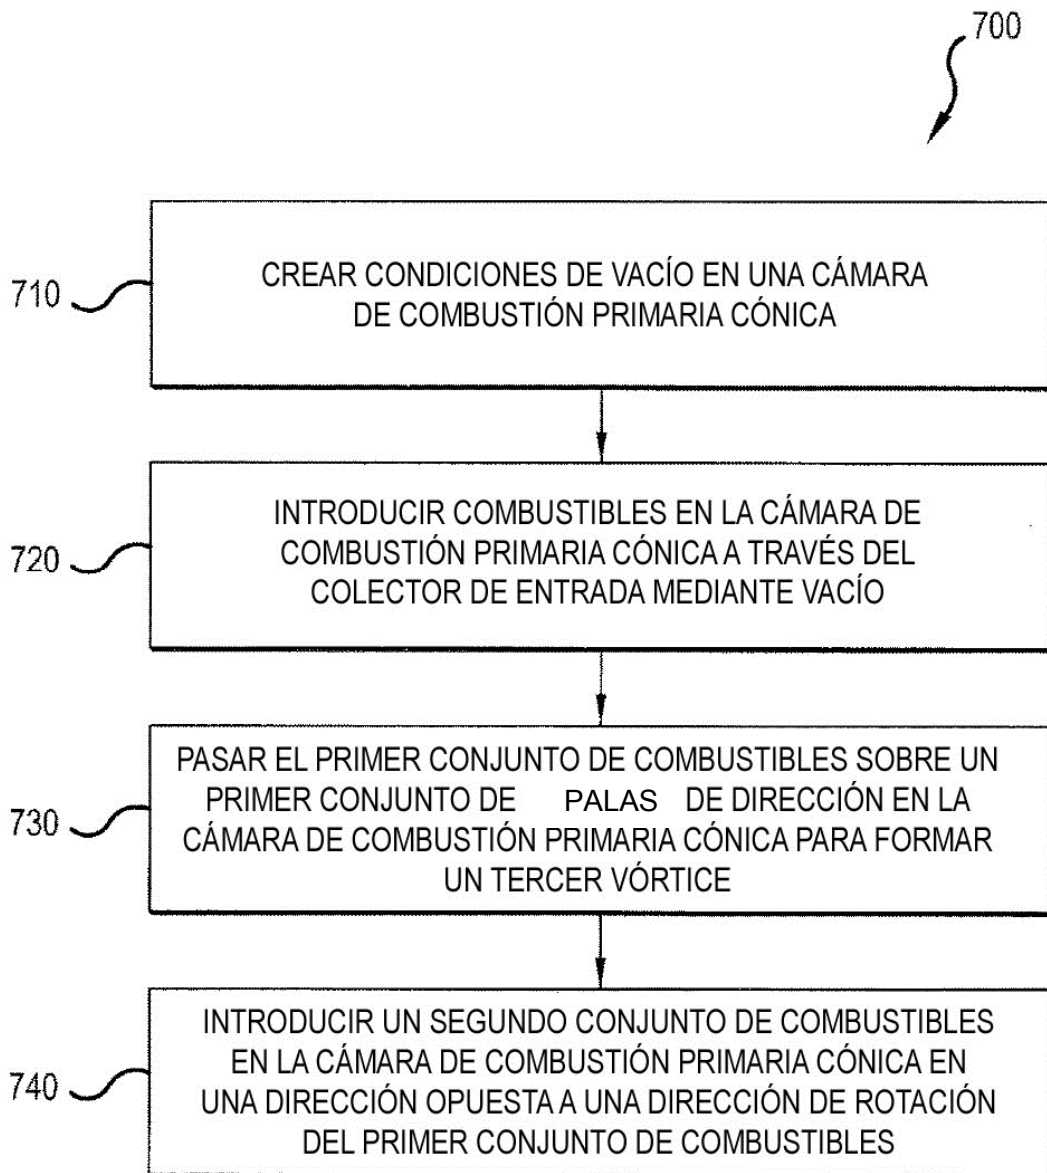 700
710
CREAR CONDICIONES DE VACÍO EN UNA CÁMARA
DE COMBUSTIÓN PRIMARIA CÓNICA
720
INTRODUCIR COMBUSTIBLES EN LA CÁMARA DE
COMBUSTIÓN PRIMARIA CÓNICA A TRAVÉS DEL
COLECTOR DE ENTRADA MEDIANTE VACÍO
730
PASAR EL PRIMER CONJUNTO DE COMBUSTIBLES SOBRE UN
PRIMER CONJUNTO DE PALAS DE DIRECCIÓN EN LA
CÁMARA DE COMBUSTIÓN PRIMARIA CÓNICA PARA FORMAR
UN TERCER VÓRTICE
740
INTRODUCIR UN SEGUNDO CONJUNTO DE COMBUSTIBLES
EN LA CÁMARA DE COMBUSTIÓN PRIMARIA CÓNICA EN
UNA DIRECCIÓN OPUESTA A UNA DIRECCIÓN DE ROTACIÓN
DEL PRIMER CONJUNTO DE COMBUSTIBLES